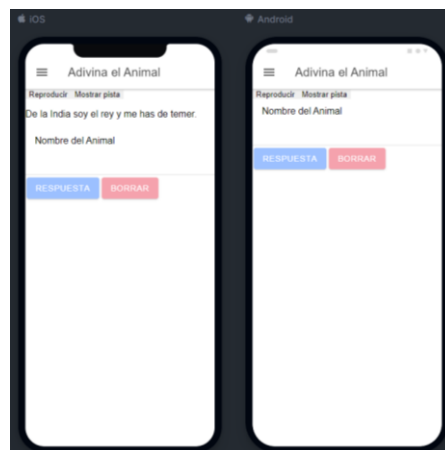 iOS
Android
Adivina el Animal
Reproducir Mostrar pista
De la India soy el rey y me has de temer.
Nombre del Animal
RESPUESTA BORRAR
Adivina el Animal
Reproducir Mostrar pista
Nombre del Animal
RESPUESTA BORRAR